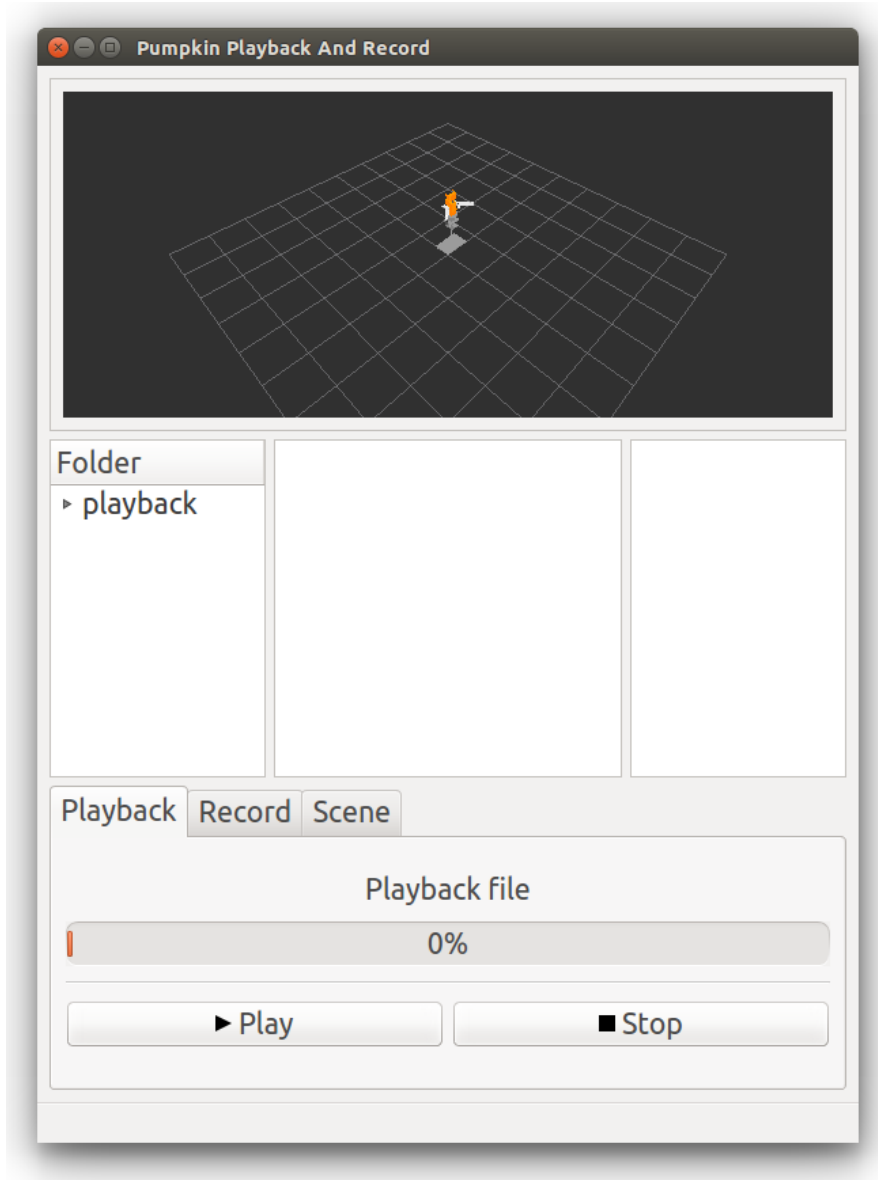 Pumpkin Playback And Record
Folder
playback
Playback Record Scene
Playback file
0%
Play Stop